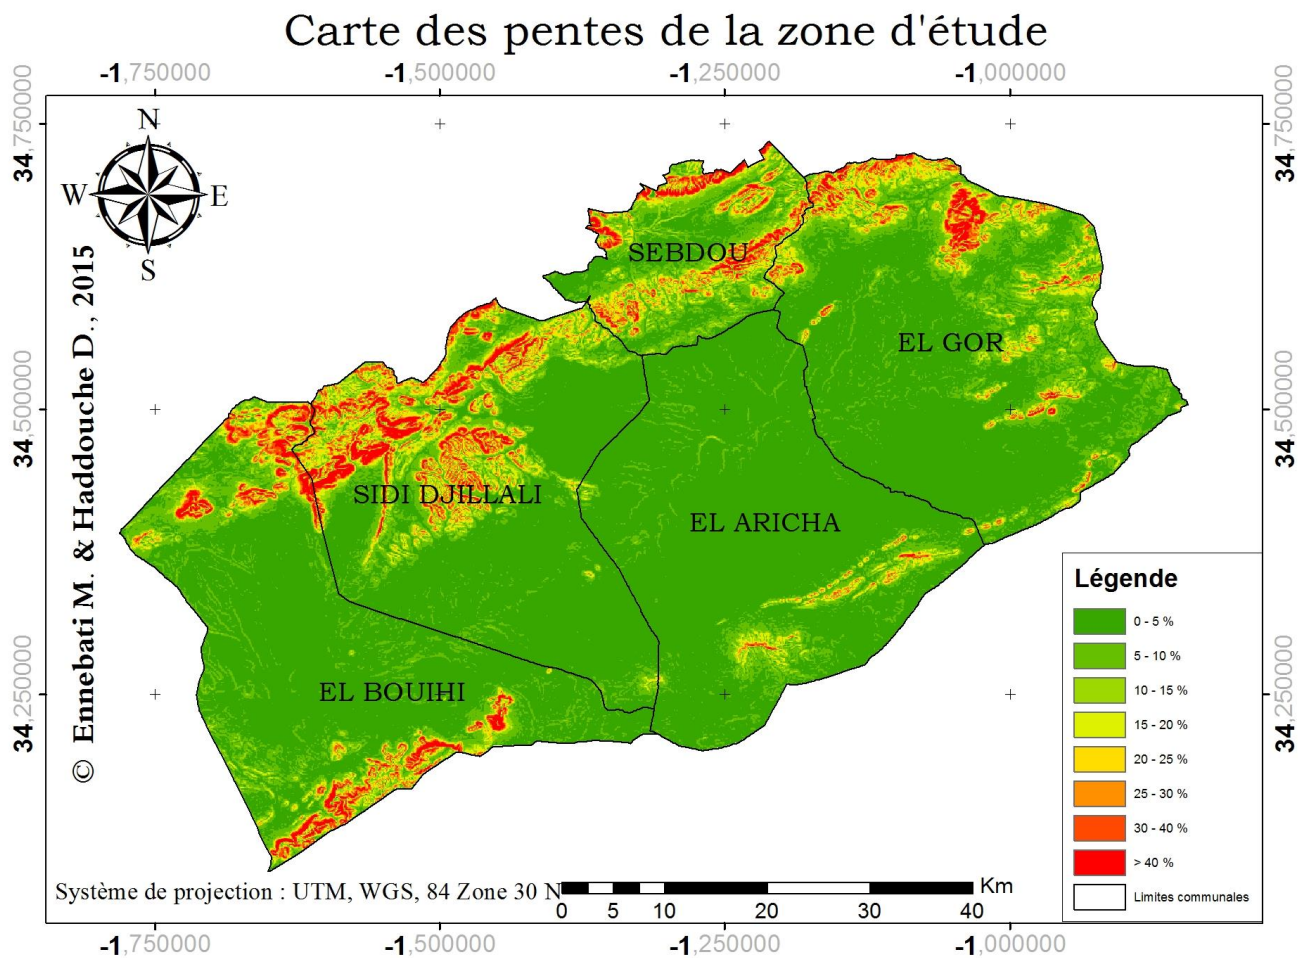 Carte des pentes de la zone d'étude
-1,750000 -1,500000 -1,250000 -1,000000
34,750000 34,750000
N
W E
S
SEBDOU
EL GOR
34,500000 34,500000
SIDI DJILLALI
EL ARICHA
EL BOUIHI
34,250000 34,250000
© Ennebati M. & Haddouche D., 2015
Légende
0 - 5 %
5 - 10 %
10 - 15 %
15 - 20 %
20 - 25 %
25 - 30 %
30 - 40 %
> 40 %
Limites communales
Système de projection : UTM, WGS, 84 Zone 30 N
Km
0 5 10 20 30 40
-1,750000 -1,500000 -1,250000 -1,000000